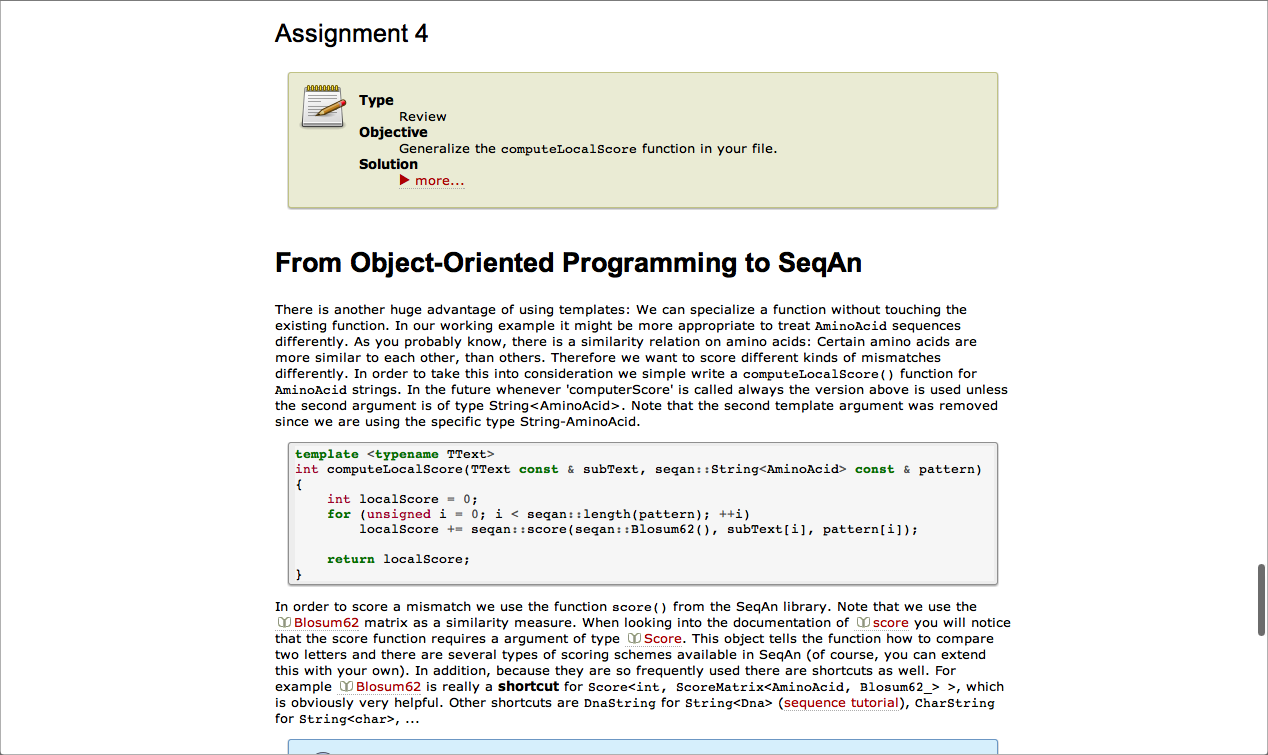 Assignment 4
Type
Review
Objective
Generalize the computeLocalScore function in your file.
Solution
more...
From Object-Oriented Programming to SeqAn
There is another huge advantage of using templates: We can specialize a function without touching the
existing function. In our working example it might be more appropriate to treat AminoAcid sequences
differently. As you probably know, there is a similarity relation on amino acids: Certain amino acids are
more similar to each other, than others. Therefore we want to score different kinds of mismatches
differently. In order to take this into consideration we simple write a computeLocalScore() function for
AminoAcid strings. In the future whenever 'computerScore' is called always the version above is used unless
the second argument is of type String<AminoAcid>. Note that the second template argument was removed
since we are using the specific type String-AminoAcid.
template <typename TText>
int computeLocalScore(TText const & subText, seqan::String<AminoAcid> const & pattern)
{
    int localScore = 0;
    for (unsigned i = 0; i < seqan::length(pattern); ++i)
        localScore += seqan::score(seqan::Blosum62(), subText[i], pattern[i]);
    return localScore;
}
In order to score a mismatch we use the function score() from the SeqAn library. Note that we use the
Blosum62 matrix as a similarity measure. When looking into the documentation of score you will notice
that the score function requires a argument of type Score. This object tells the function how to compare
two letters and there are several types of scoring schemes available in SeqAn (of course, you can extend
this with your own). In addition, because they are so frequently used there are shortcuts as well. For
example Blosum62 is really a shortcut for Score<int, ScoreMatrix<AminoAcid, Blosum62_> >, which
is obviously very helpful. Other shortcuts are DnaString for String<Dna> (sequence tutorial), CharString
for String<char>, ...